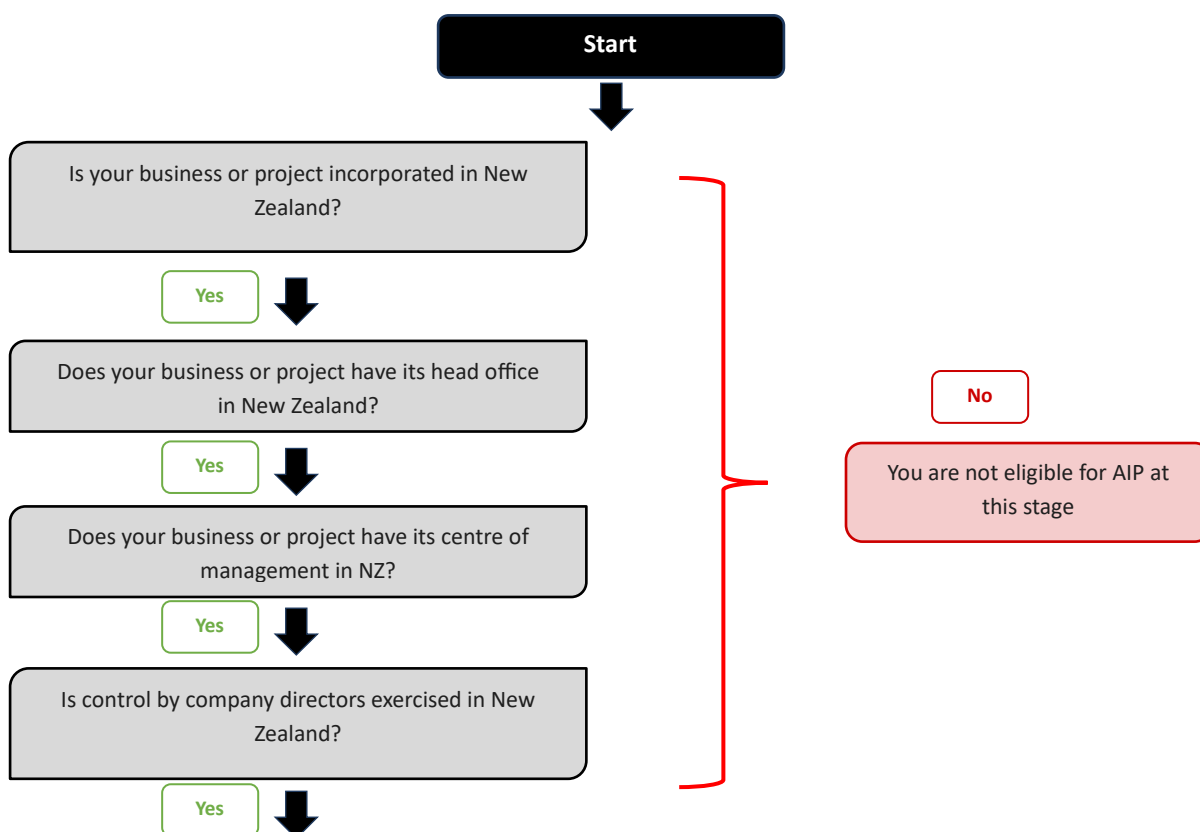 Start
Is your business or project incorporated in New
Zealand?
Yes
Does your business or project have its head office
in New Zealand?
Yes
Does your business or project have its centre of
management in NZ?
Yes
Is control by company directors exercised in New
Zealand?
Yes
No
You are not eligible for AIP at
this stage